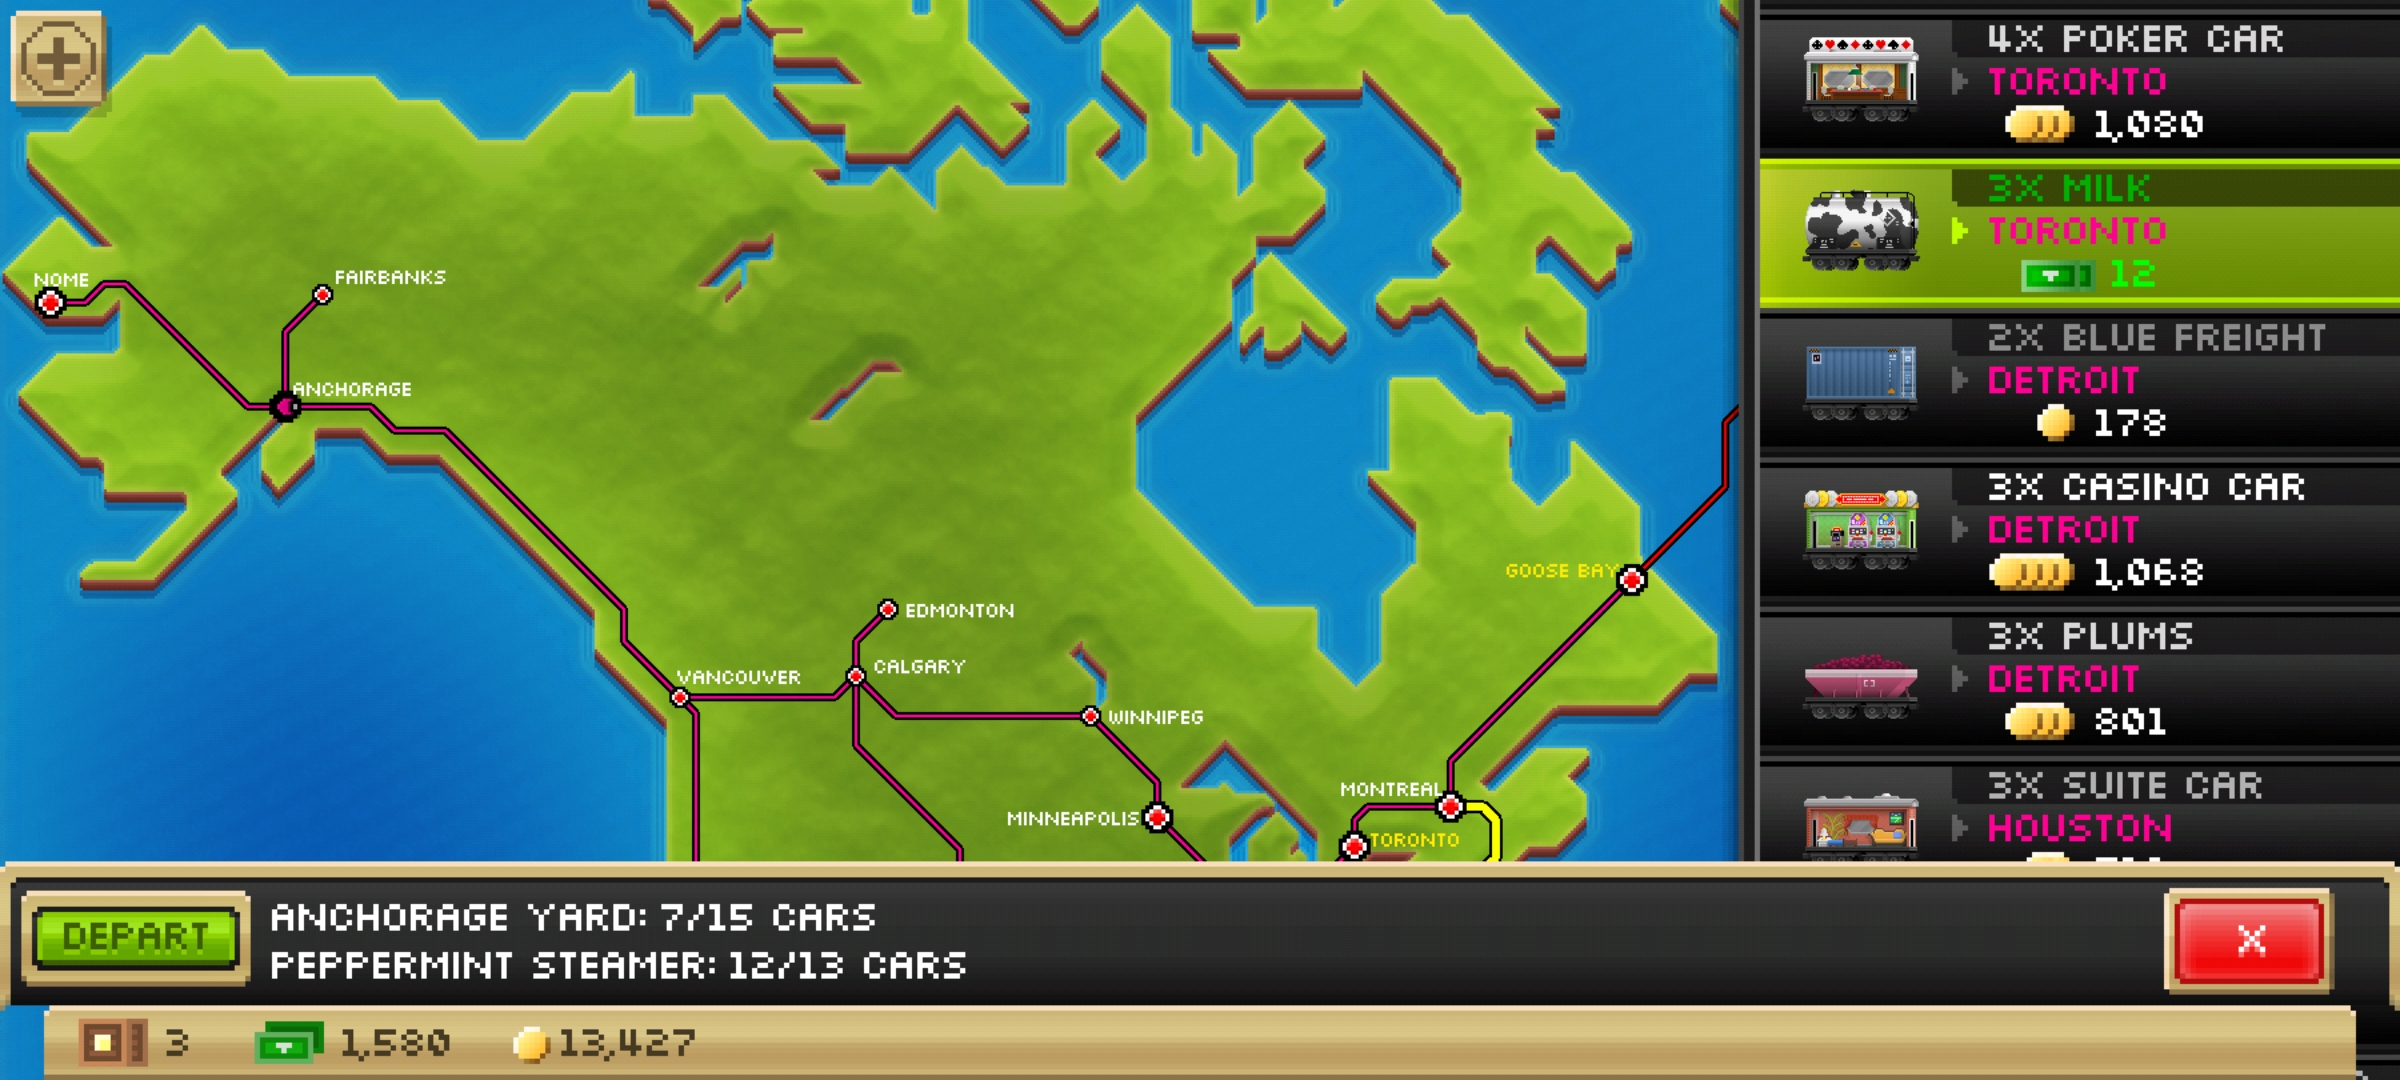 NOME
FAIRBANKS
ANCHORAGE
EDMONTON
VANCOUVER
CALGARY
WINNIPEG
MINNEAPOLIS
MONTREAL
TORONTO
GOOSE BAY
4X POKER CAR
TORONTO
1,080
3X MILK
TORONTO
12
2X BLUE FREIGHT
DETROIT
178
3X CASINO CAR
DETROIT
1,068
3X PLUMS
DETROIT
801
3X SUITE CAR
HOUSTON
DEPART
ANCHORAGE YARD: 7/15 CARS
PEPPERMINT STEAMER: 12/13 CARS
X
3
1,580
13,427